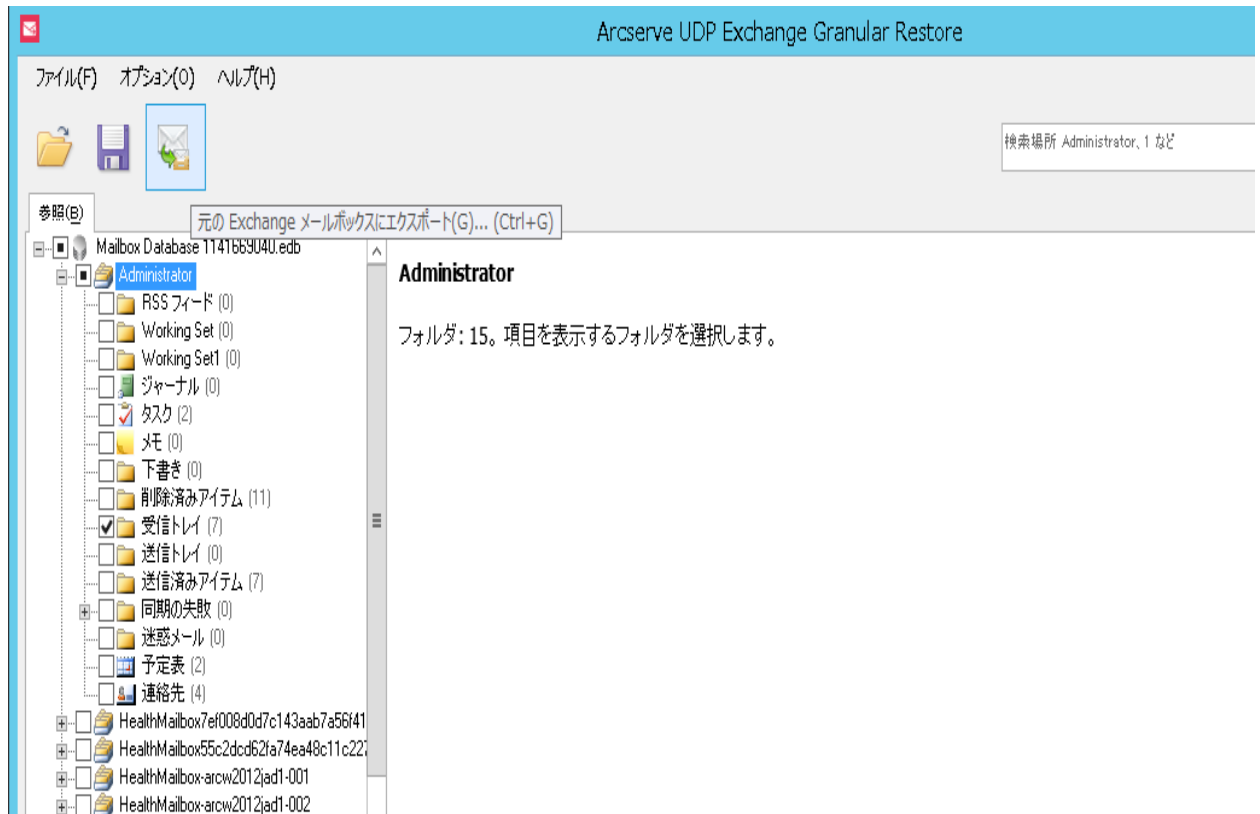 Arcserve UDP Exchange Granular Restore
ファイル(F) オプション(O) ヘルプ(H)
検索場所 Administrator、1 など
参照(B)
元の Exchange メールボックスにエクスポート(G)... (Ctrl+G)
Mailbox Database 1141669040.edb
Administrator
Administrator
RSS フィード (0)
Working Set (0)
フォルダ: 15。項目を表示するフォルダを選択します。
Working Set1 (0)
ジャーナル (0)
タスク (2)
メモ (0)
下書き (0)
削除済みアイテム (11)
受信トレイ (7)
送信トレイ (0)
送信済みアイテム (7)
同期の失敗 (0)
迷惑メール (0)
予定表 (2)
連絡先 (4)
HealthMailbox7ef008d0d7c143aab7a56f41
HealthMailbox55c2dcd62fa74ea48c11c227
HealthMailbox-arcw2012jad1-001
HealthMailbox-arcw2012jad1-002